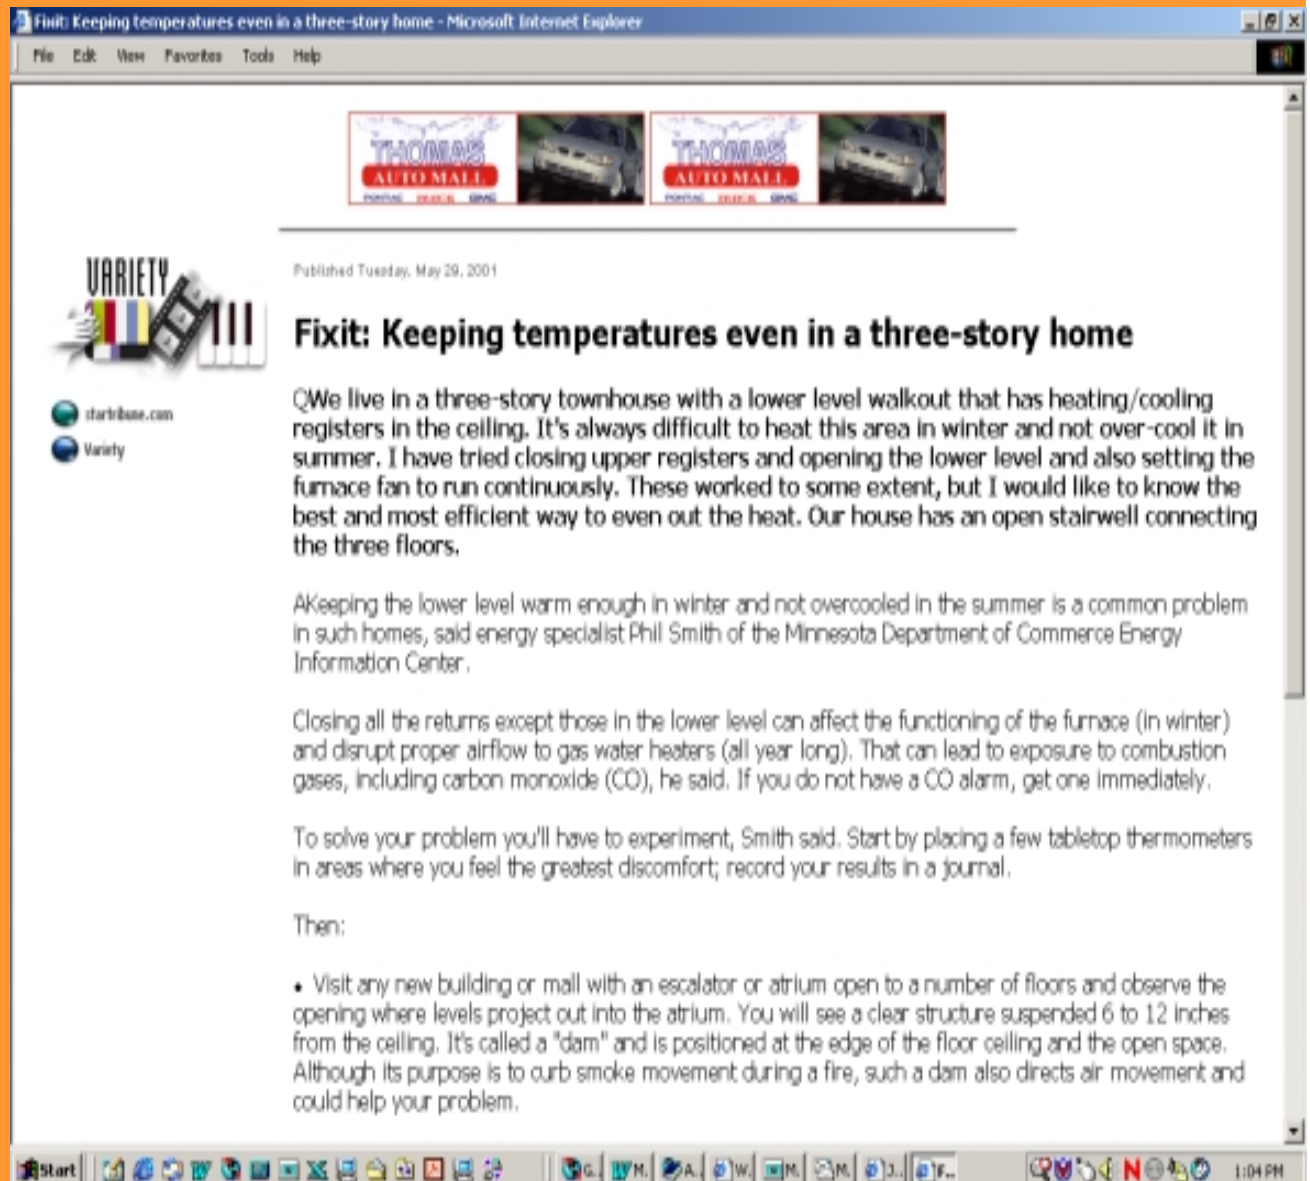 Fixit: Keeping temperatures even in a three-story home - Microsoft Internet Explorer
File Edit View Favorites Tools Help
THOMAS THOMAS
AUTO MALL AUTO MALL
PONTIAC BUICK GMC PONTIAC BUICK GMC
VARIETY
startribune.com
Variety
Published Tuesday, May 29, 2001
Fixit: Keeping temperatures even in a three-story home
QWe live in a three-story townhouse with a lower level walkout that has heating/cooling
registers in the ceiling. It's always difficult to heat this area in winter and not over-cool it in
summer. I have tried closing upper registers and opening the lower level and also setting the
furnace fan to run continuously. These worked to some extent, but I would like to know the
best and most efficient way to even out the heat. Our house has an open stairwell connecting
the three floors.
AKeeping the lower level warm enough in winter and not overcooled in the summer is a common problem
in such homes, said energy specialist Phil Smith of the Minnesota Department of Commerce Energy
Information Center.
Closing all the returns except those in the lower level can affect the functioning of the furnace (in winter)
and disrupt proper airflow to gas water heaters (all year long). That can lead to exposure to combustion
gases, including carbon monoxide (CO), he said. If you do not have a CO alarm, get one immediately.
To solve your problem you'll have to experiment, Smith said. Start by placing a few tabletop thermometers
in areas where you feel the greatest discomfort; record your results in a journal.
Then:
• Visit any new building or mall with an escalator or atrium open to a number of floors and observe the
opening where levels project out into the atrium. You will see a clear structure suspended 6 to 12 inches
from the ceiling. It's called a "dam" and is positioned at the edge of the floor ceiling and the open space.
Although its purpose is to curb smoke movement during a fire, such a dam also directs air movement and
could help your problem.
Start G.. M.. A.. W.. M.. M.. J.. F.. 1:04 PM